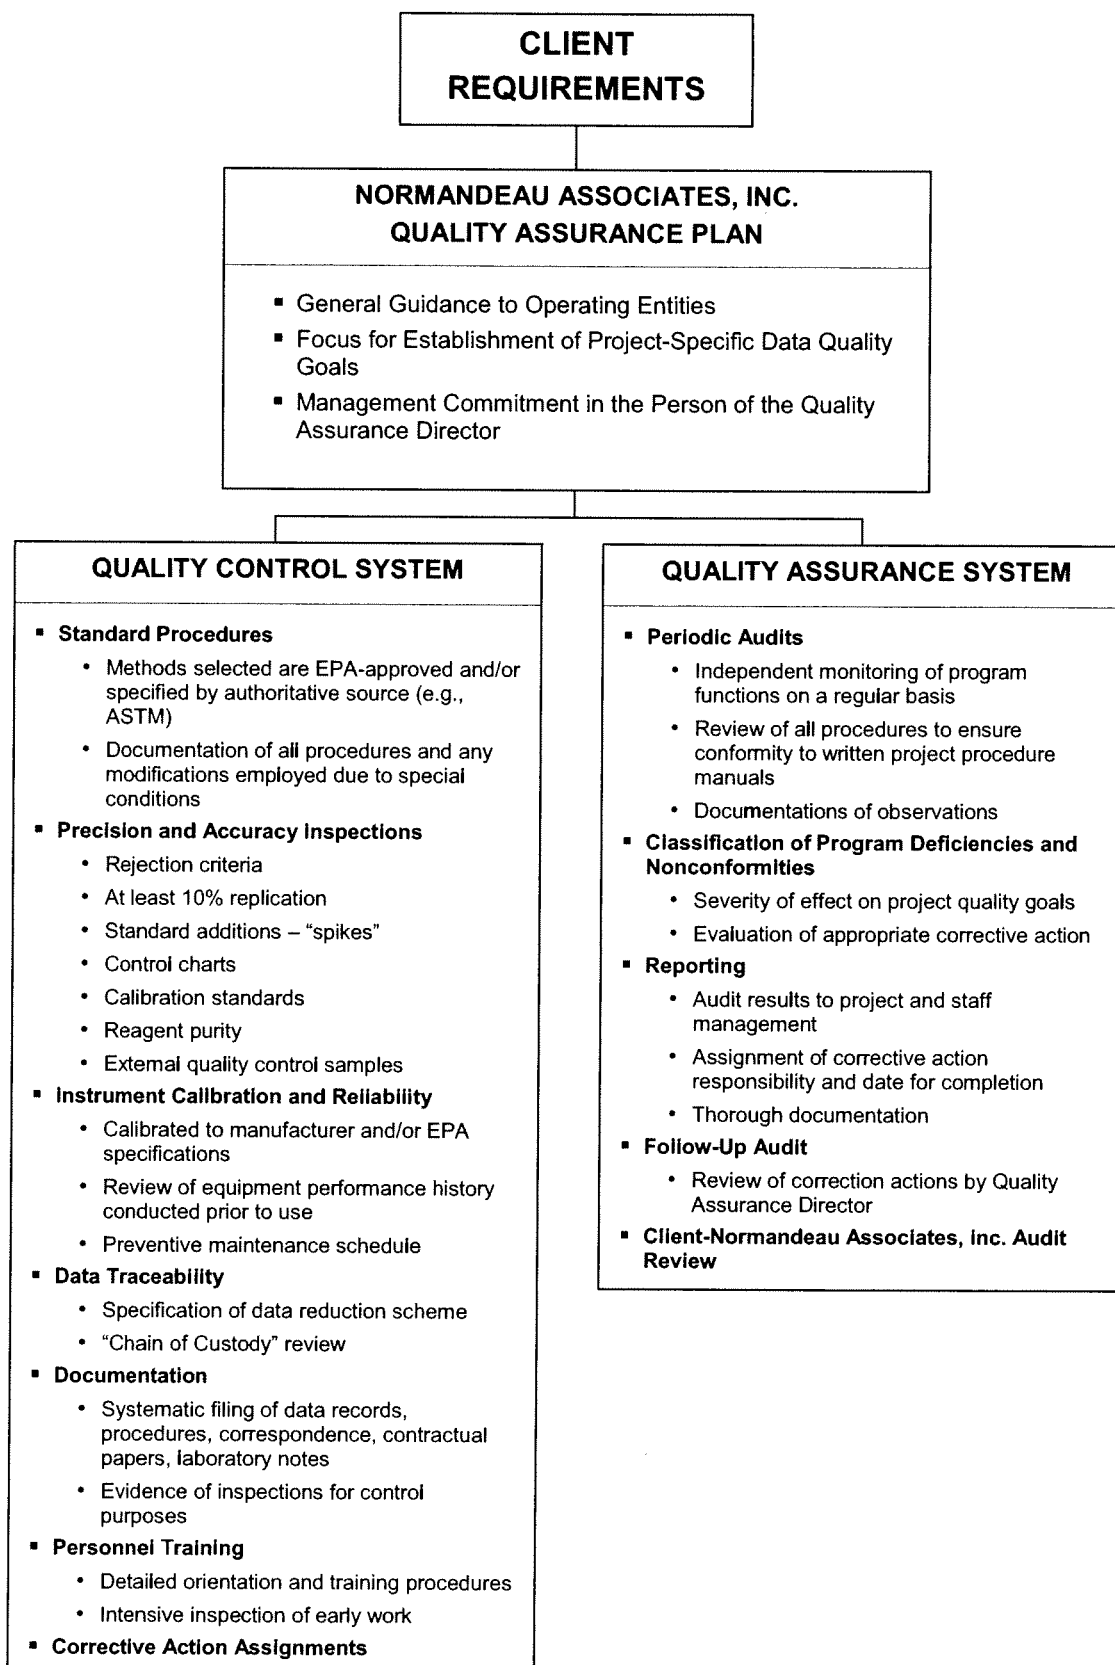 CLIENT
REQUIREMENTS
NORMANDEAU ASSOCIATES, INC.
QUALITY ASSURANCE PLAN
▪ General Guidance to Operating Entities
▪ Focus for Establishment of Project-Specific Data Quality
Goals
▪ Management Commitment in the Person of the Quality
Assurance Director
QUALITY CONTROL SYSTEM
▪ Standard Procedures
• Methods selected are EPA-approved and/or
specified by authoritative source (e.g.,
ASTM)
• Documentation of all procedures and any
modifications employed due to special
conditions
▪ Precision and Accuracy Inspections
• Rejection criteria
• At least 10% replication
• Standard additions – “spikes”
• Control charts
• Calibration standards
• Reagent purity
• External quality control samples
▪ Instrument Calibration and Reliability
• Calibrated to manufacturer and/or EPA
specifications
• Review of equipment performance history
conducted prior to use
• Preventive maintenance schedule
▪ Data Traceability
• Specification of data reduction scheme
• “Chain of Custody” review
▪ Documentation
• Systematic filing of data records,
procedures, correspondence, contractual
papers, laboratory notes
• Evidence of inspections for control
purposes
▪ Personnel Training
• Detailed orientation and training procedures
• Intensive inspection of early work
▪ Corrective Action Assignments
QUALITY ASSURANCE SYSTEM
▪ Periodic Audits
• Independent monitoring of program
functions on a regular basis
• Review of all procedures to ensure
conformity to written project procedure
manuals
• Documentations of observations
▪ Classification of Program Deficiencies and
Nonconformities
• Severity of effect on project quality goals
• Evaluation of appropriate corrective action
▪ Reporting
• Audit results to project and staff
management
• Assignment of corrective action
responsibility and date for completion
• Thorough documentation
▪ Follow-Up Audit
• Review of correction actions by Quality
Assurance Director
▪ Client-Normandeau Associates, Inc. Audit
Review